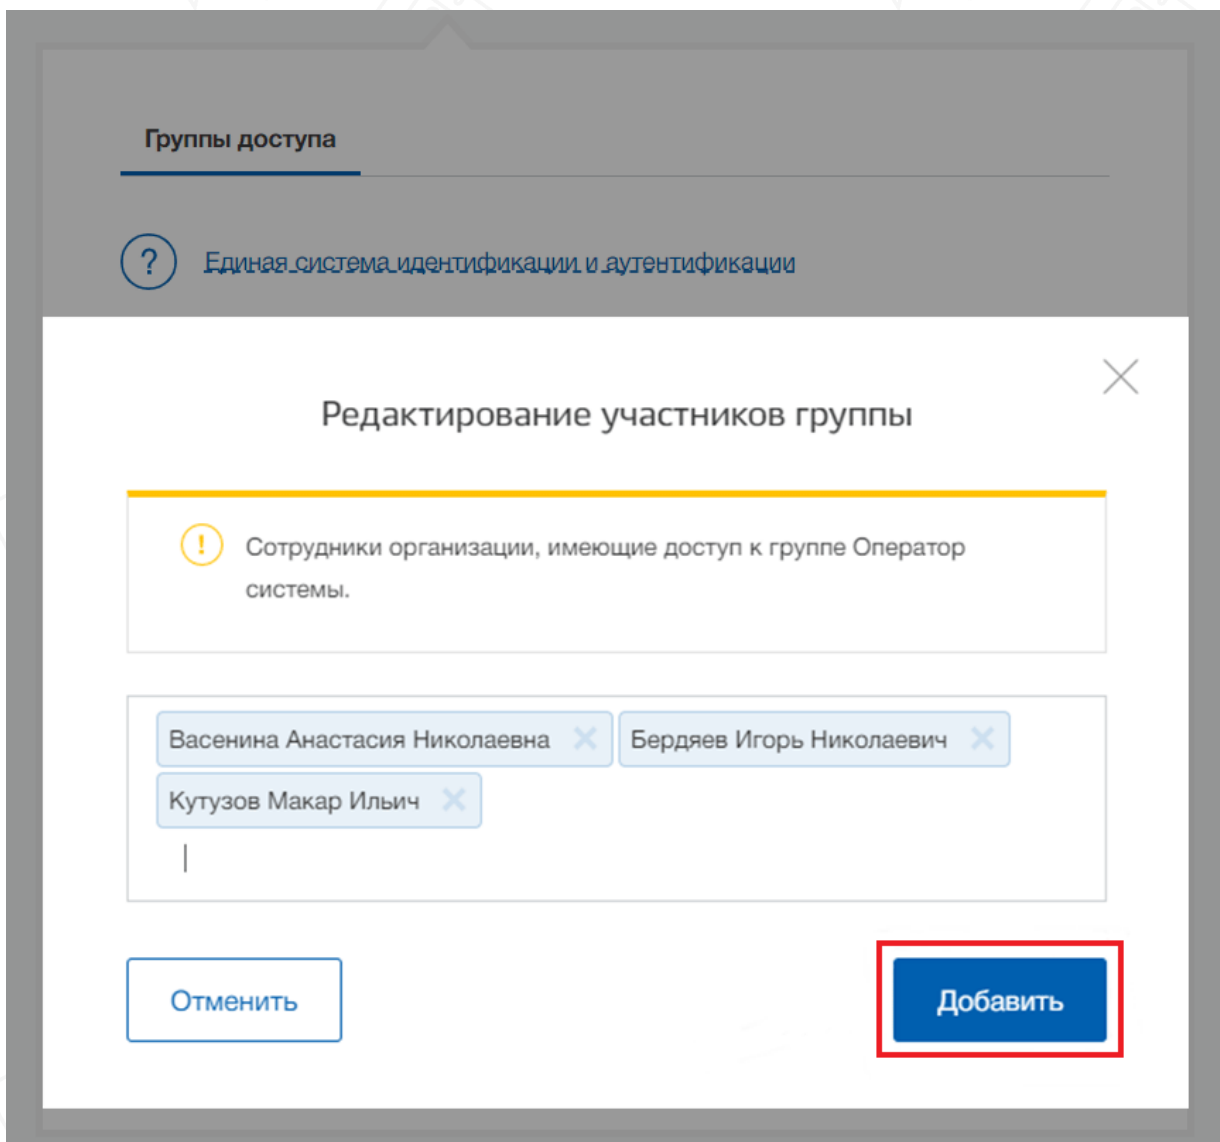 Группы доступа
?
Единая система идентификации и аутентификации
Редактирование участников группы
!
Сотрудники организации, имеющие доступ к группе Оператор
системы.
Васенина Анастасия Николаевна Бердяев Игорь Николаевич
Кутузов Макар Ильич
Отменить Добавить